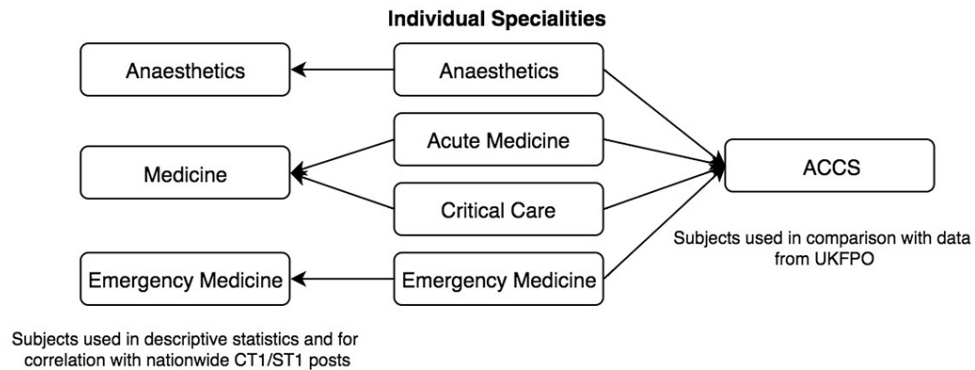 Individual Specialities
Anaesthetics
Anaesthetics
Acute Medicine
Medicine
ACCS
Critical Care
Subjects used in comparison with data
from UKFPO
Emergency Medicine
Emergency Medicine
Subjects used in descriptive statistics and for
correlation with nationwide CT1/ST1 posts